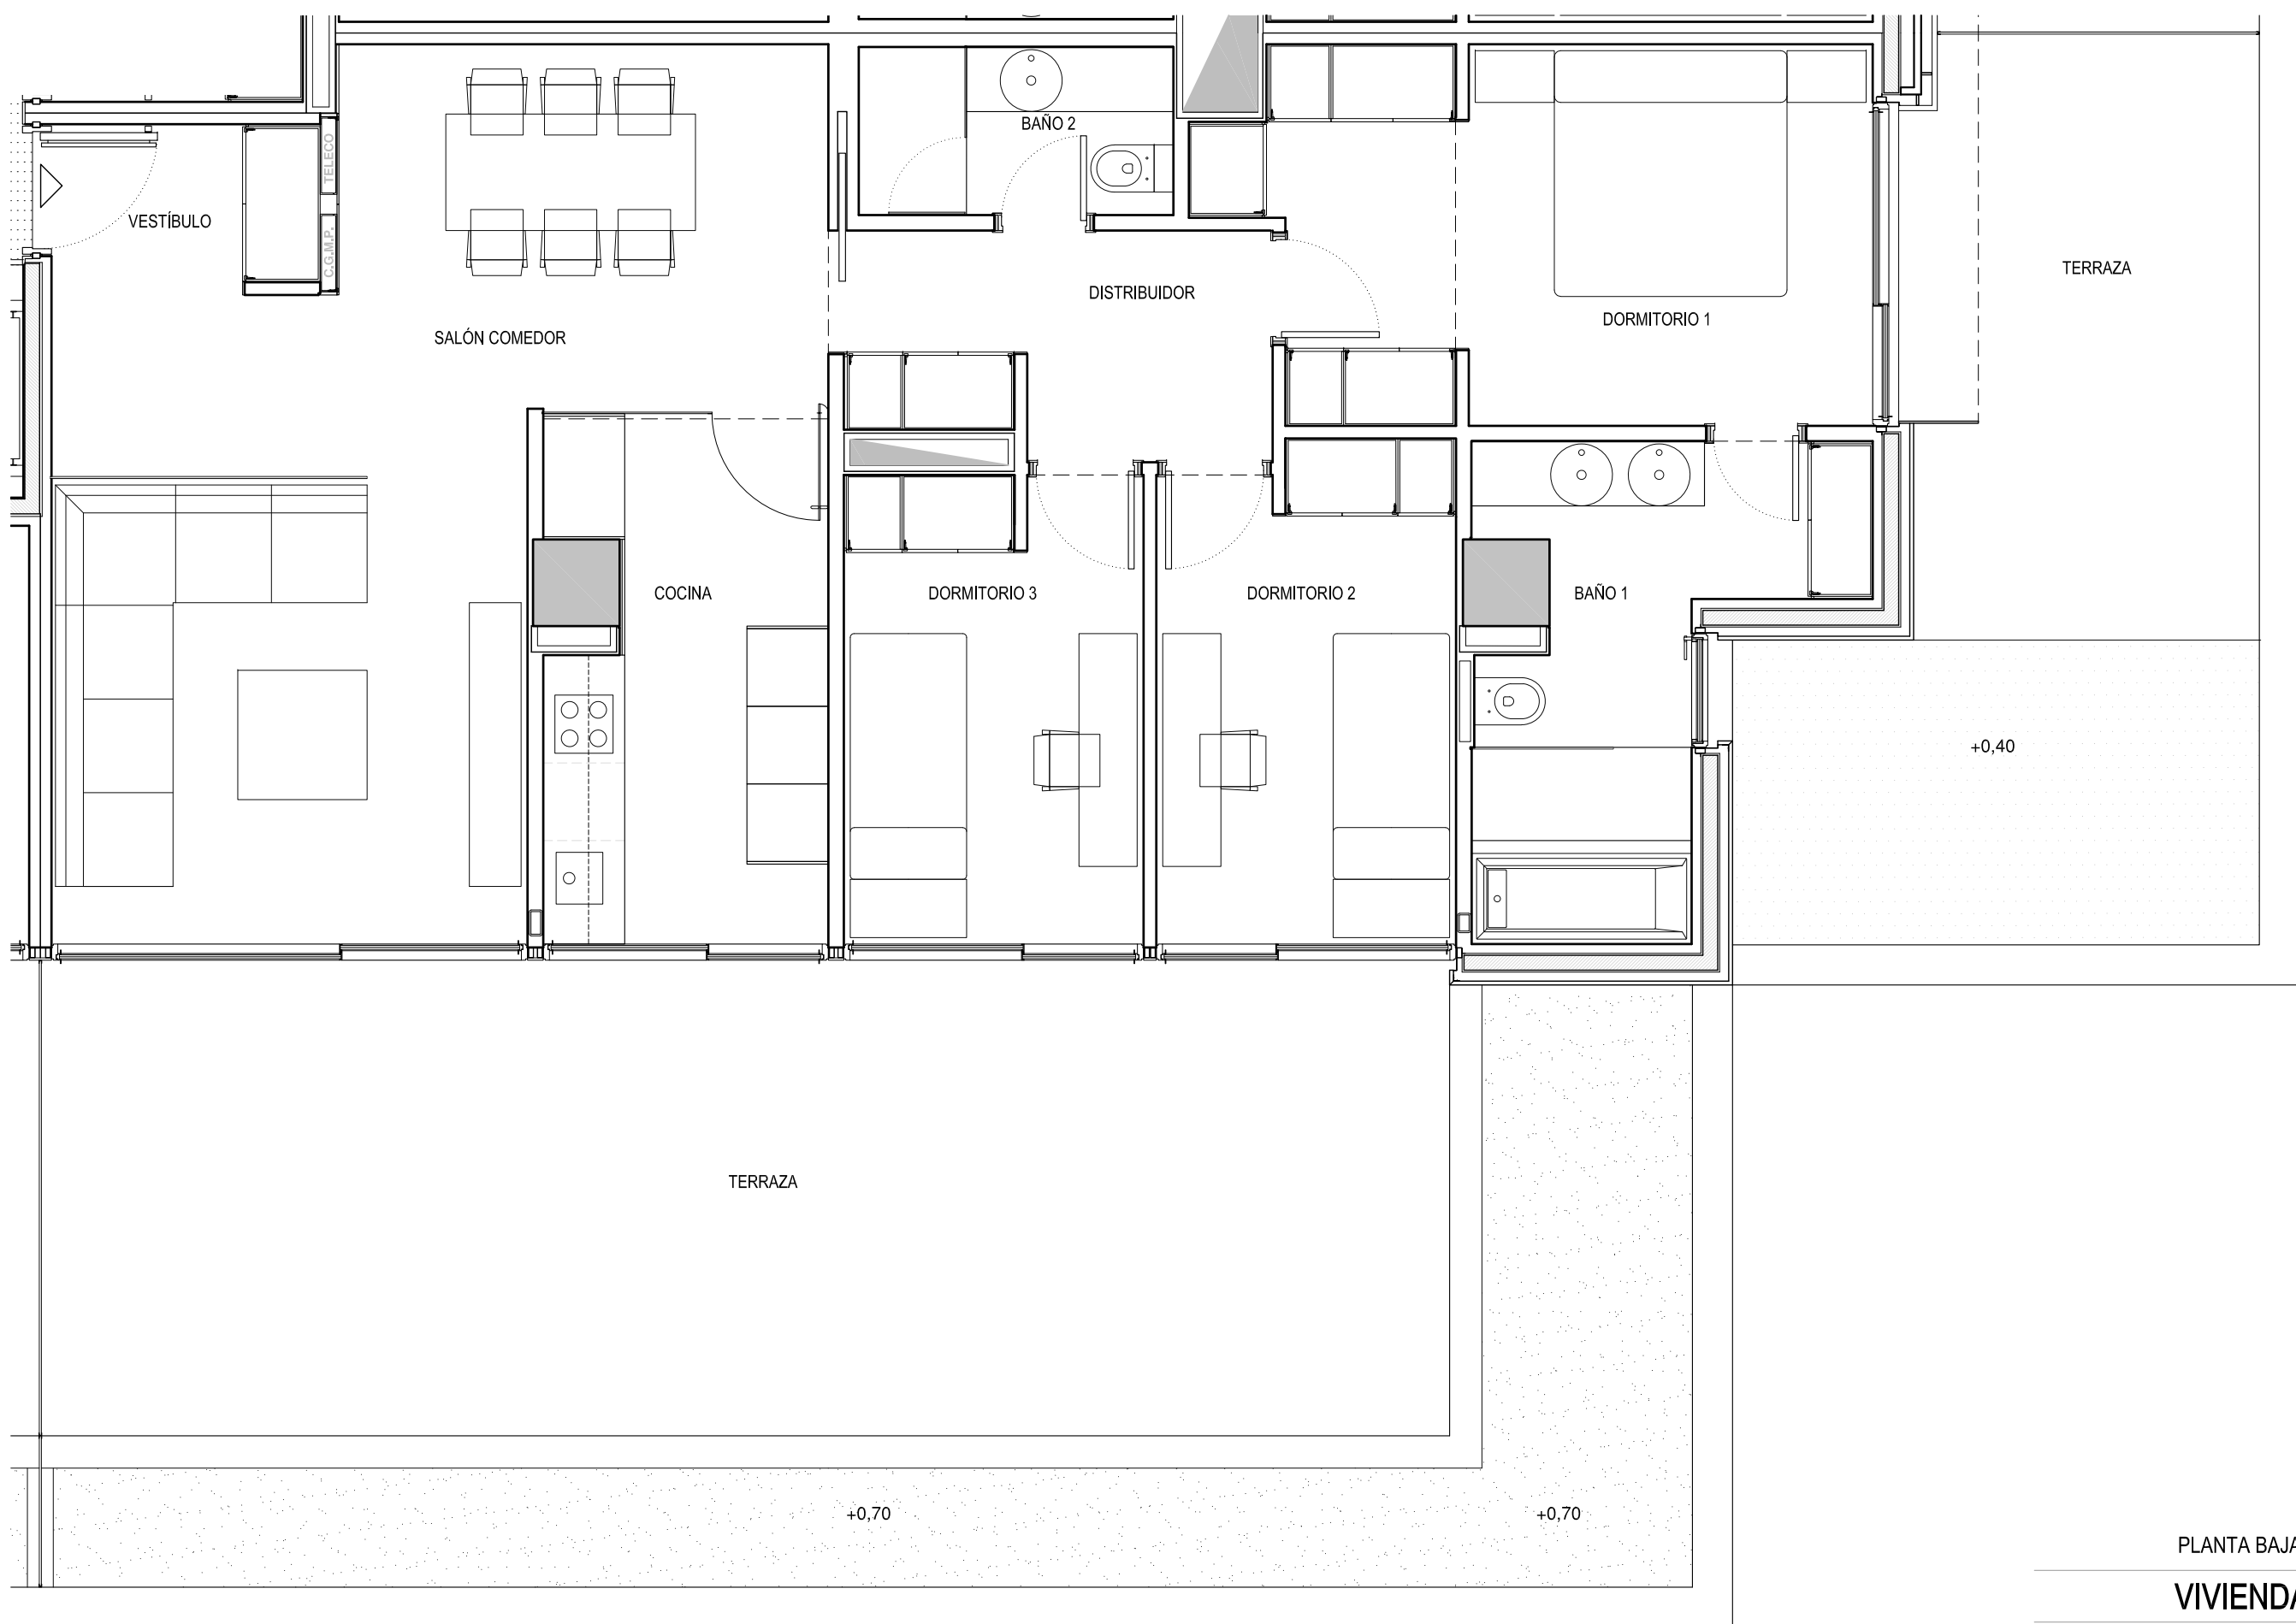 BAÑO 2
TELECO
VESTÍBULO
C.G.M.P.
TERRAZA
DISTRIBUIDOR
DORMITORIO 1
SALÓN COMEDOR
COCINA
DORMITORIO 3
DORMITORIO 2
BAÑO 1
+0,40
TERRAZA
+0,70
+0,70
PLANTA BAJA
VIVIENDA